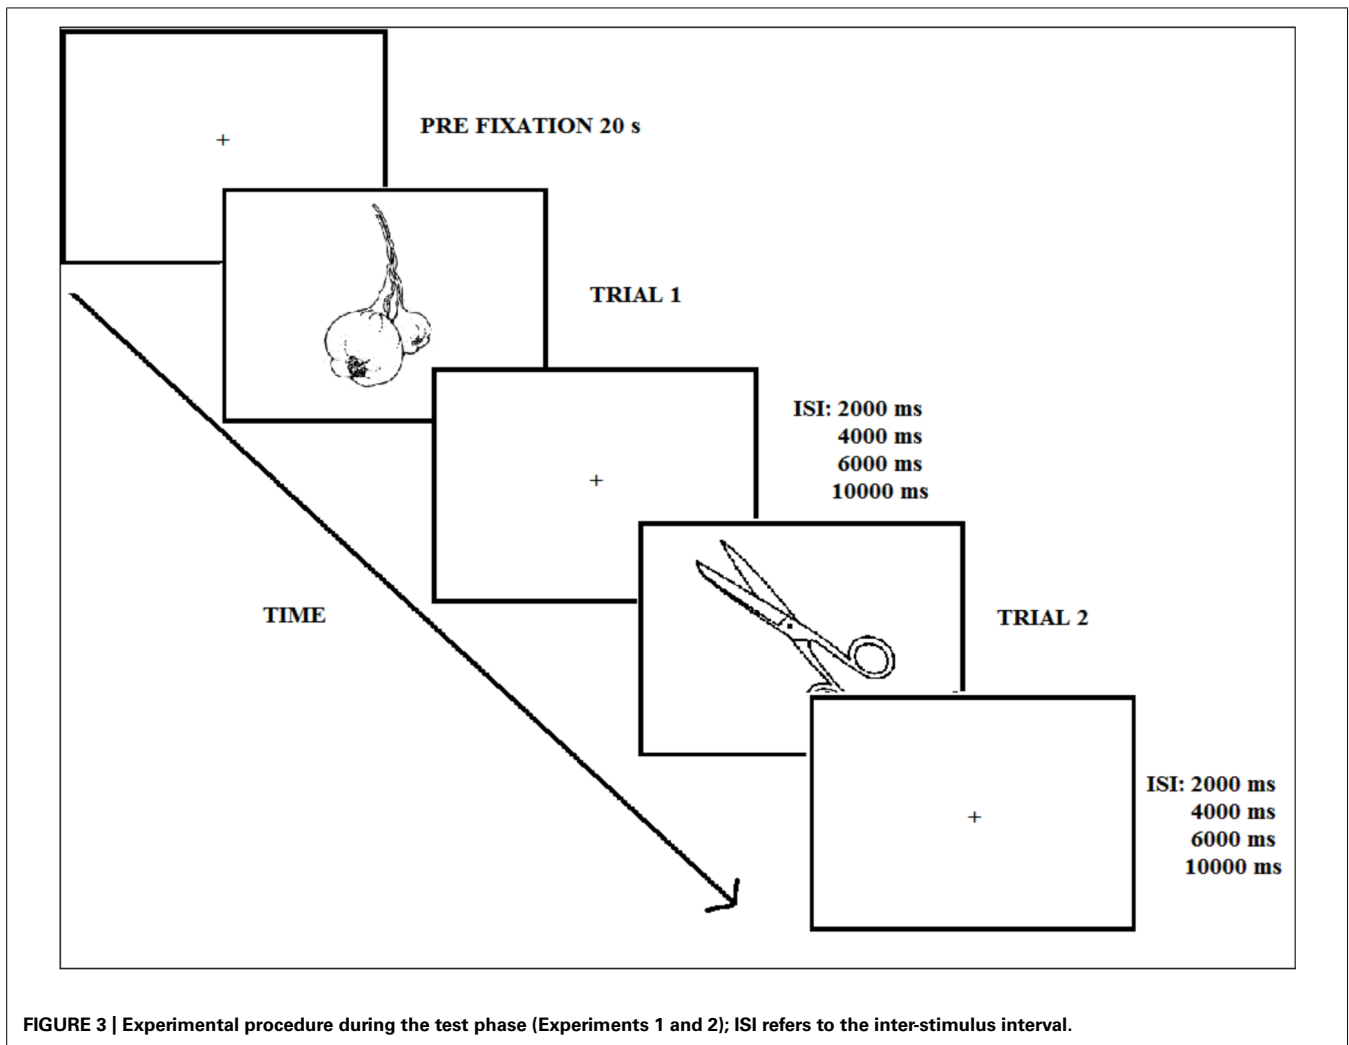 PRE FIXATION 20 s
TRIAL 1
ISI: 2000 ms
4000 ms
6000 ms
10000 ms
TIME
TRIAL 2
ISI: 2000 ms
4000 ms
6000 ms
10000 ms
FIGURE 3 | Experimental procedure during the test phase (Experiments 1 and 2); ISI refers to the inter-stimulus interval.